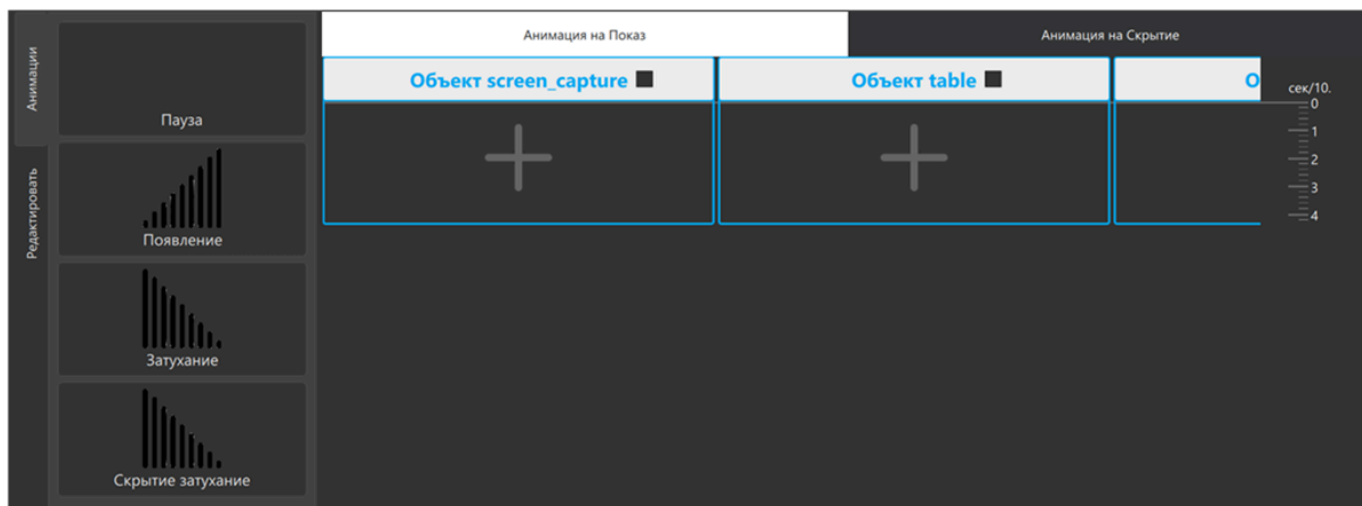 Анимации
Редактировать
Пауза
Появление
Затухание
Скрытие затухание
Анимация на Показ
Анимация на Скрытие
Объект screen_capture
Объект table
О
сек/10.
0
1
2
3
4